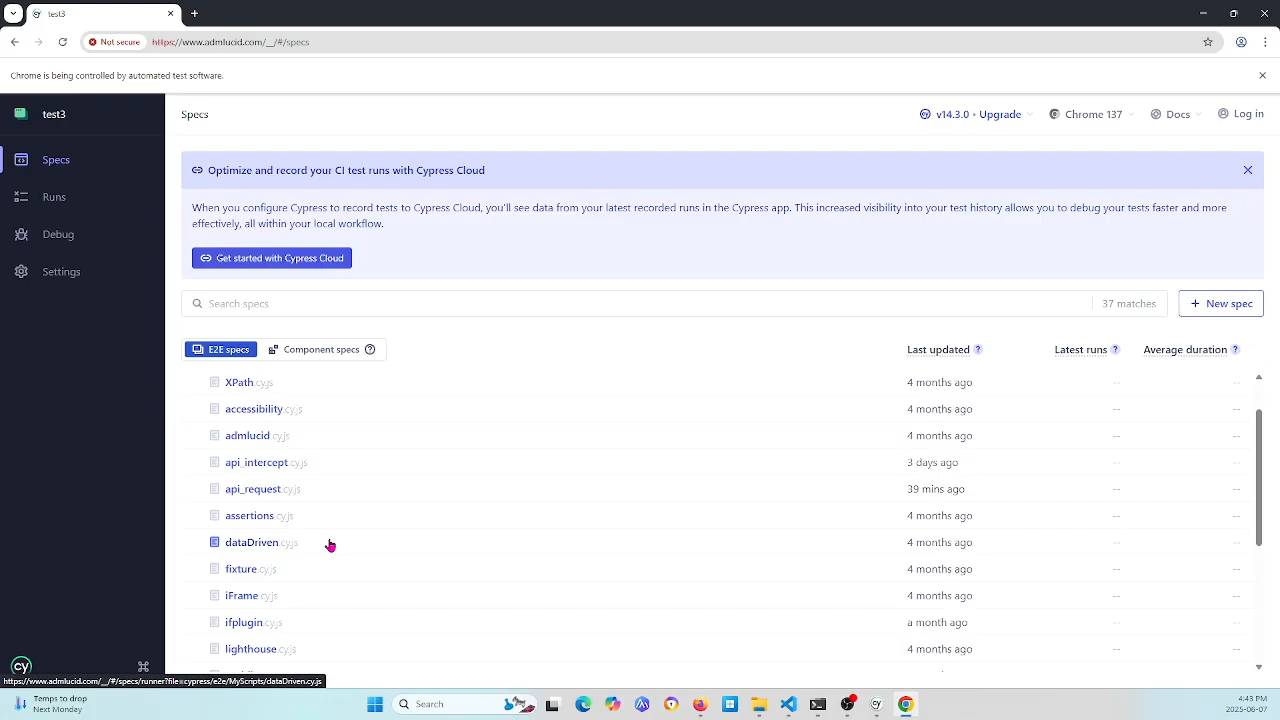 test3
Not secure
https://www.admlucid.com/__/#/specs
Chrome is being controlled by automated test software.
test3
Specs
v14.3.0 • Upgrade
Chrome 137
Docs
Log in
Specs
Runs
Debug
Settings
Optimize and record your CI test runs with Cypress Cloud
When you configure Cypress to record tests to Cypress Cloud, you'll see data from your latest recorded runs in the Cypress app. This increased visibility into your test history allows you to debug your tests faster and more
effectively, all within your local workflow.
Get started with Cypress Cloud
Search specs
37 matches
+ New spec
E2E specs
Component specs ?
Last updated ?
Latest runs ?
Average duration ?
XPath.cy.js 4 months ago -- --
accessibility.cy.js 4 months ago -- --
admlucid.cy.js 4 months ago -- --
api_intercept.cy.js 3 days ago -- --
api_request.cy.js 39 mins ago -- --
assertions.cy.js 4 months ago -- --
dataDriven.cy.js 4 months ago -- --
fixture.cy.js 4 months ago -- --
iFrame.cy.js 4 months ago -- --
ifplugin.cy.js a month ago -- --
lighthouse.cy.js 4 months ago -- --
cy
https://www.admlucid.com/__/#/specs/runner?file=cypress/e2e/MyScripts/dataDriven.cy.js
Temps to drop
Next Monday
Search
4:43 PM
2025-06-07